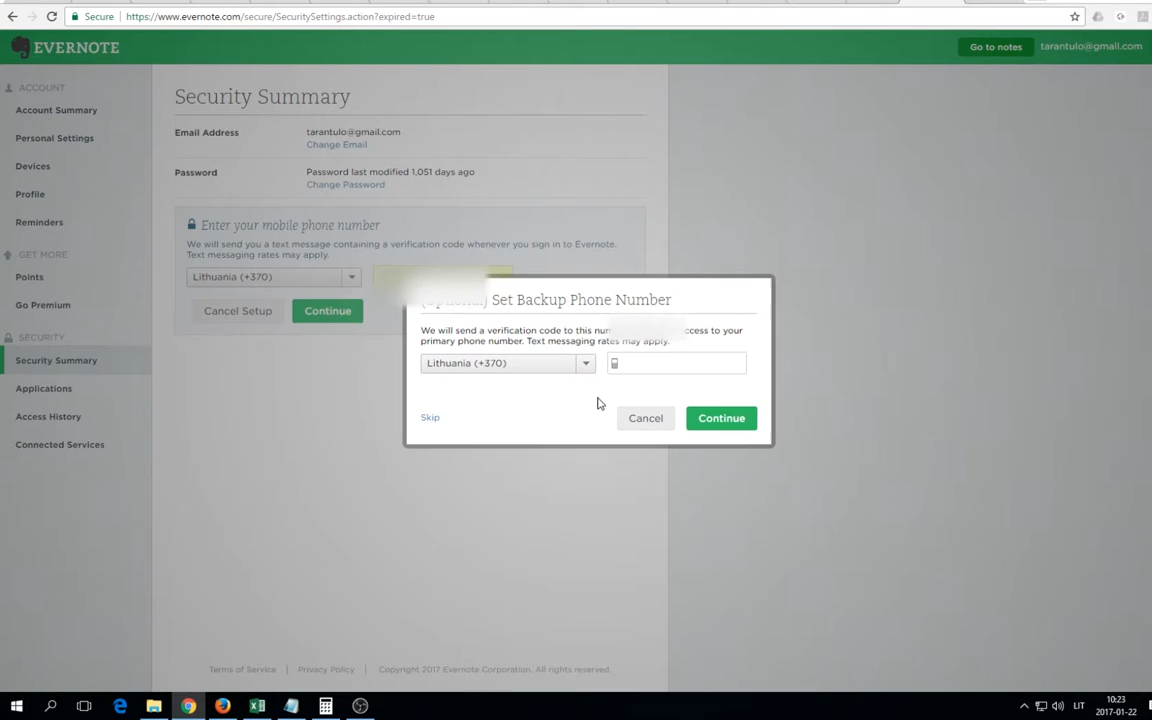 Secure
https://www.evernote.com/secure/SecuritySettings.action?expired=true
EVERNOTE
Go to notes
tarantulo@gmail.com
ACCOUNT
Account Summary
Personal Settings
Devices
Profile
Reminders
GET MORE
Points
Go Premium
SECURITY
Security Summary
Applications
Access History
Connected Services
Security Summary
Email Address
tarantulo@gmail.com
Change Email
Password
Password last modified 1,051 days ago
Change Password
Enter your mobile phone number
We will send you a text message containing a verification code whenever you sign in to Evernote.
Text messaging rates may apply.
Lithuania (+370)
Cancel Setup
Continue
Set Backup Phone Number
We will send a verification code to this access to your
primary phone number. Text messaging rates may apply.
Lithuania (+370)
Skip
Cancel
Continue
Terms of Service | Privacy Policy | Copyright 2017 Evernote Corporation. All rights reserved.
LIT
10:23
2017-01-22